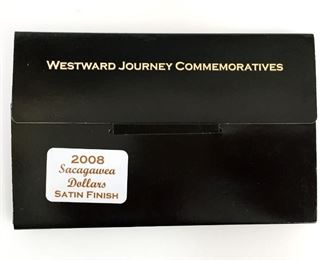 WESTWARD JOURNEY COMMEMORATIVES
2008
Sacagawea
Dollars
SATIN FINISH